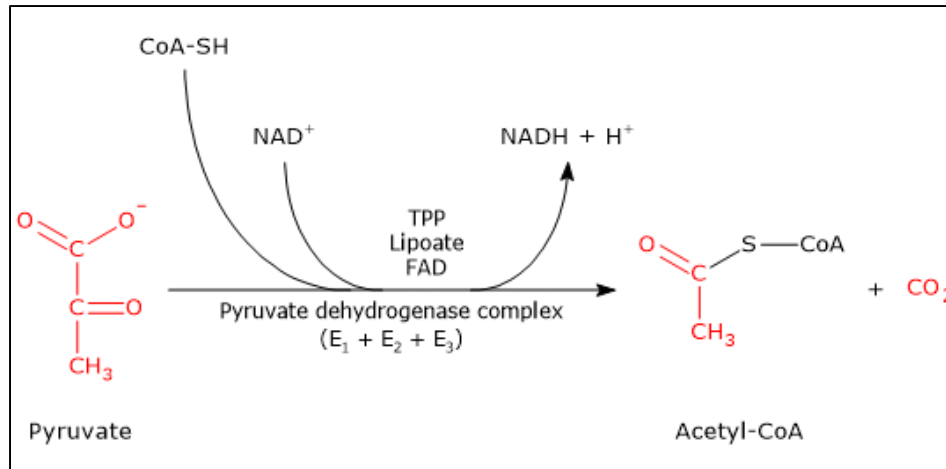 CoA-SH
NAD⁺
NADH + H⁺
TPP
Lipoate
FAD
O
O⁻
C
C=O
CH₃
Pyruvate dehydrogenase complex
(E₁ + E₂ + E₃)
O
S—CoA
C
CH₃
+ CO₂
Pyruvate
Acetyl-CoA